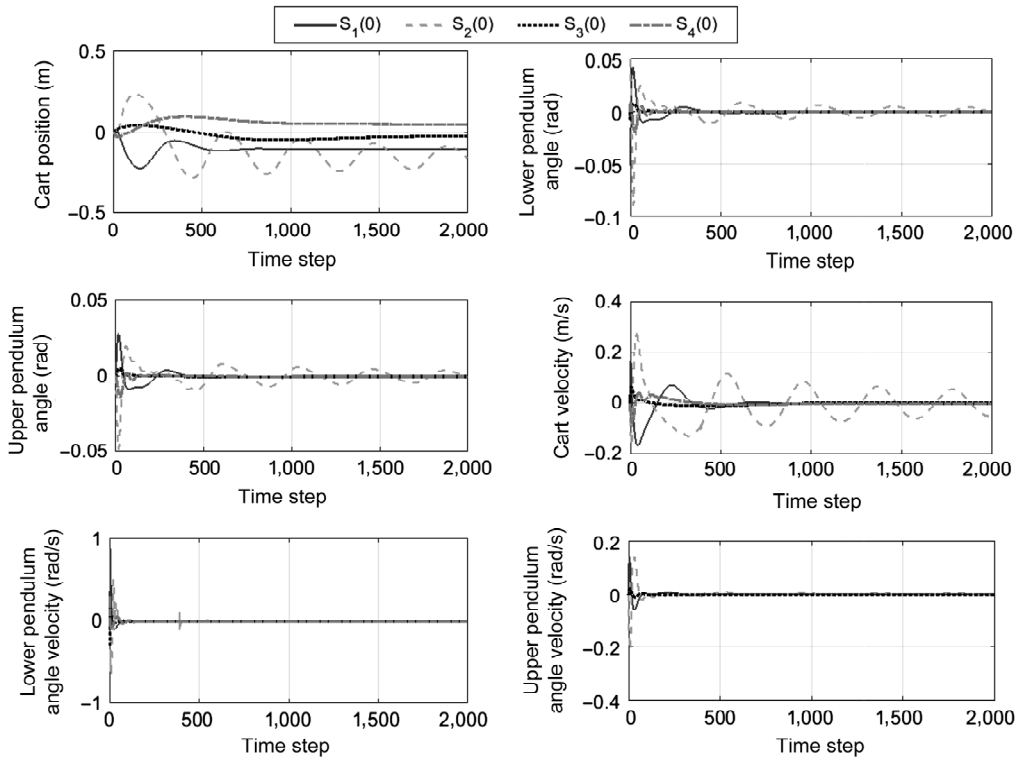 S1(0) S2(0) S3(0) S4(0)
0.5
0
−0.5
Cart position (m)
0 500 1,000 1,500 2,000
Time step
0.05
0
−0.05
−0.1
Lower pendulum
angle (rad)
0 500 1,000 1,500 2,000
Time step
0.05
0
−0.05
Upper pendulum
angle (rad)
0 500 1,000 1,500 2,000
Time step
0.4
0.2
0
−0.2
Cart velocity (m/s)
0 500 1,000 1,500 2,000
Time step
1
0
−1
Lower pendulum
angle velocity (rad/s)
0 500 1,000 1,500 2,000
Time step
0.2
0
−0.2
−0.4
Upper pendulum
angle velocity (rad/s)
0 500 1,000 1,500 2,000
Time step